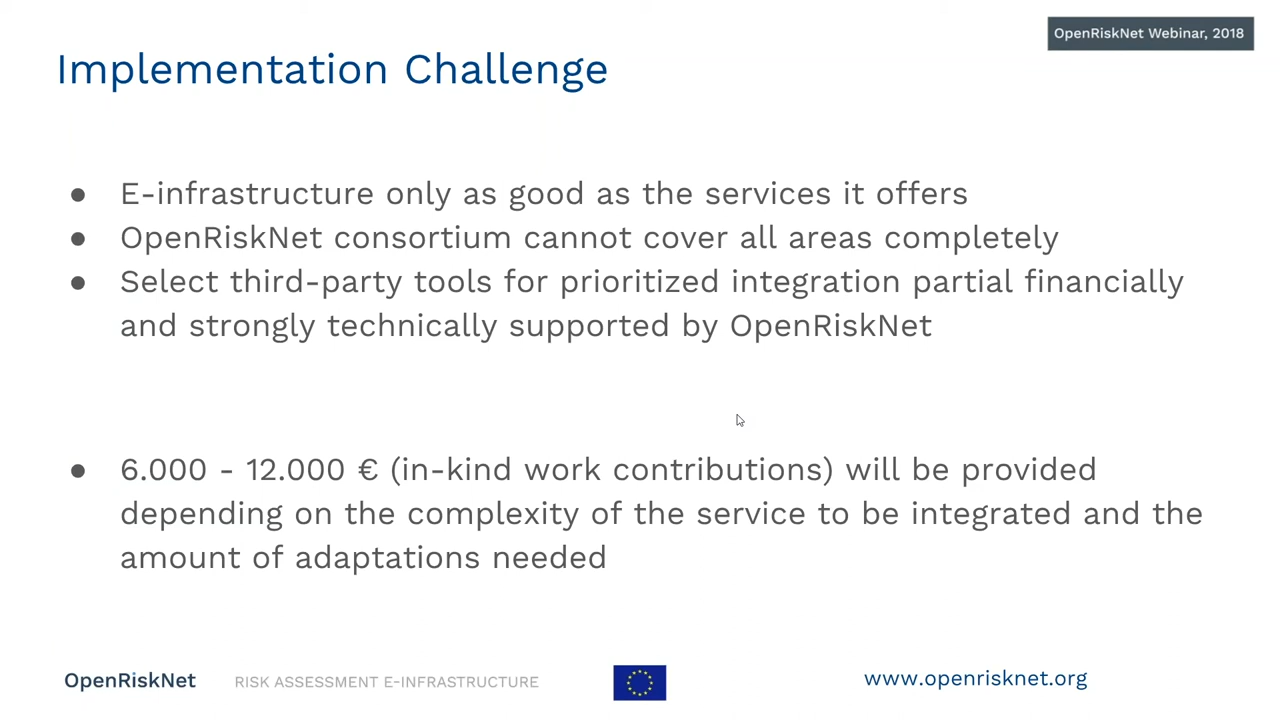 OpenRiskNet Webinar, 2018
Implementation Challenge
● E-infrastructure only as good as the services it offers
● OpenRiskNet consortium cannot cover all areas completely
● Select third-party tools for prioritized integration partial financially
and strongly technically supported by OpenRiskNet
● 6.000 - 12.000 € (in-kind work contributions) will be provided
depending on the complexity of the service to be integrated and the
amount of adaptations needed
OpenRiskNet RISK ASSESSMENT E-INFRASTRUCTURE www.openrisknet.org